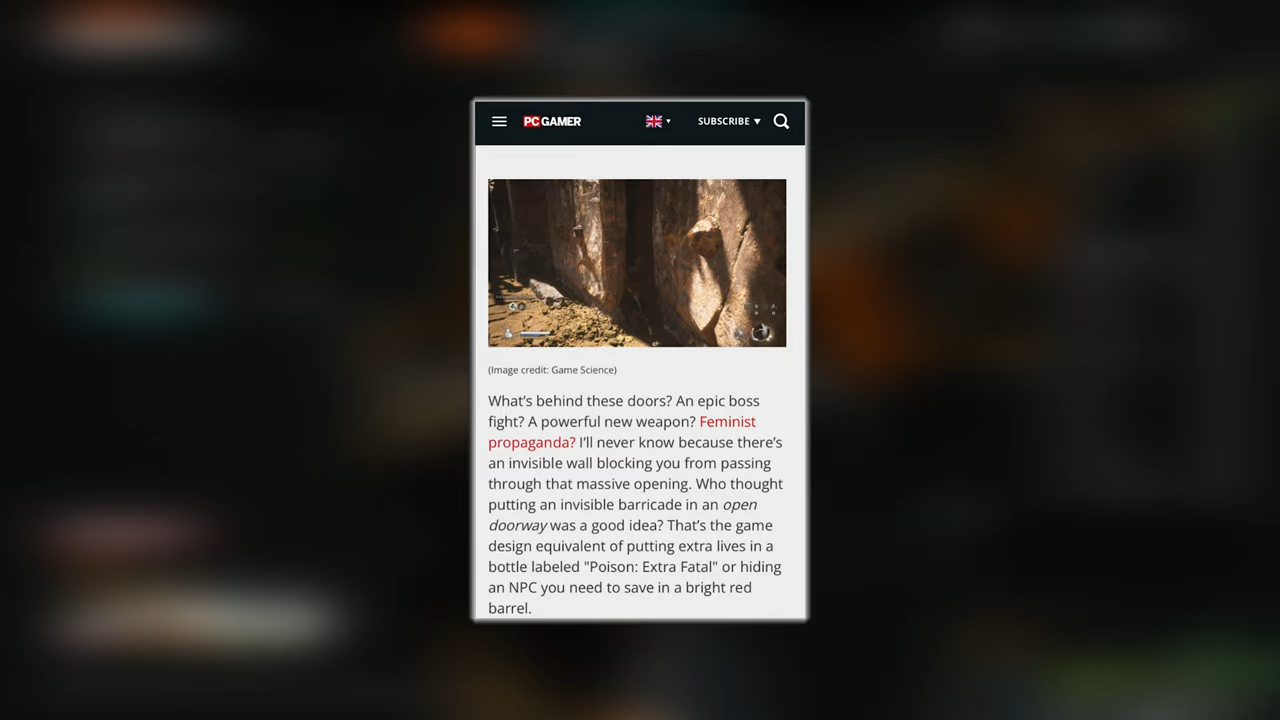 PC GAMER
SUBSCRIBE
(Image credit: Game Science)
What's behind these doors? An epic boss
fight? A powerful new weapon? Feminist
propaganda? I'll never know because there's
an invisible wall blocking you from passing
through that massive opening. Who thought
putting an invisible barricade in an open
doorway was a good idea? That's the game
design equivalent of putting extra lives in a
bottle labeled "Poison: Extra Fatal" or hiding
an NPC you need to save in a bright red
barrel.